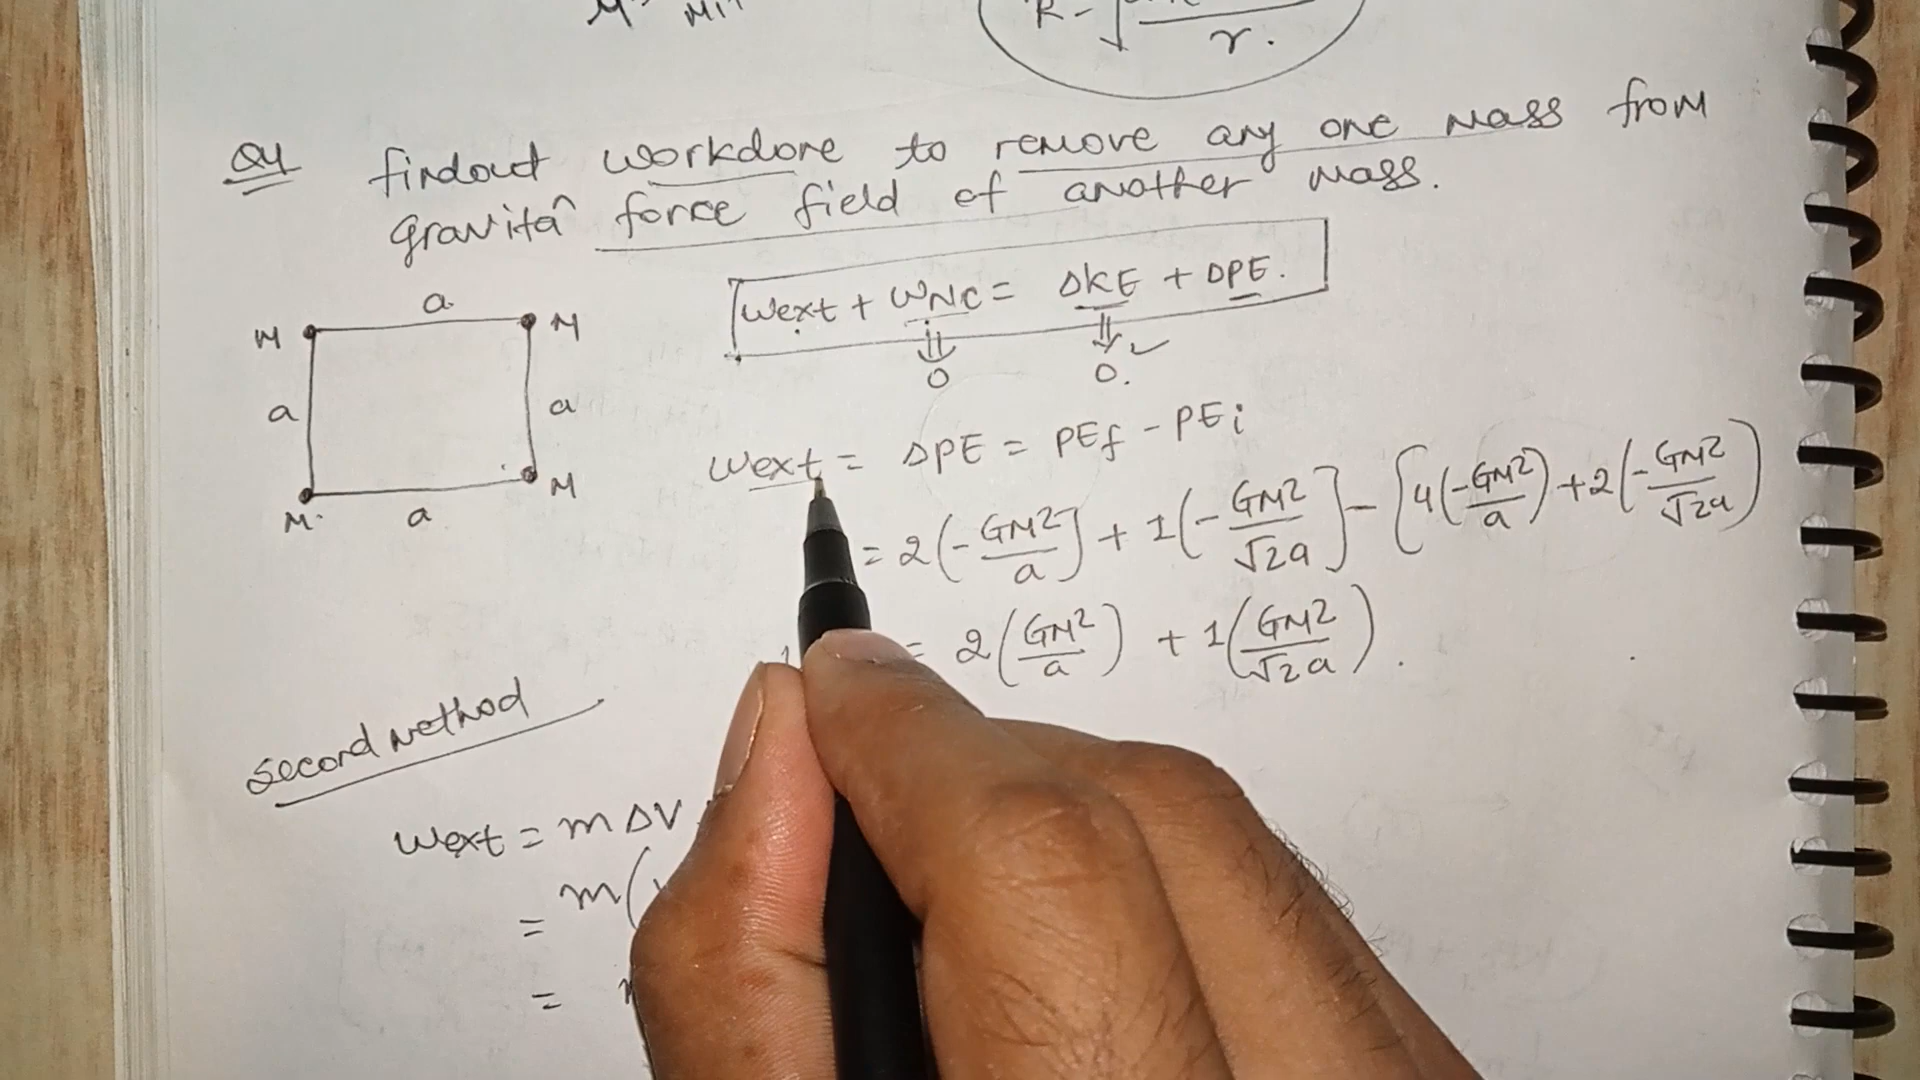 r.
Q4 findout workdone to remove any one mass from
gravitâ force field of another mass.
a
M M
a a
M a M
Wext + WNC = ΔKE + ΔPE.
0 0.
Wext = ΔPE = PEf - PEi
= 2(-GM²/a) + 1(-GM²/√2a] - [4(-GM²/a) + 2(-GM²/√2a)
= 2(GM²/a) + 1(GM²/√2a).
second method
Wext = m ΔV
= m(
=